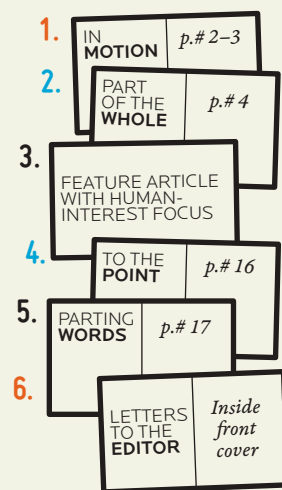 1.
IN
MOTION
p.# 2–3
2.
PART
OF THE
WHOLE
p.# 4
3.
FEATURE ARTICLE
WITH HUMAN-
INTEREST FOCUS
4.
TO THE
POINT
p.# 16
5.
PARTING
WORDS
p.# 17
6.
LETTERS
TO THE
EDITOR
Inside
front
cover